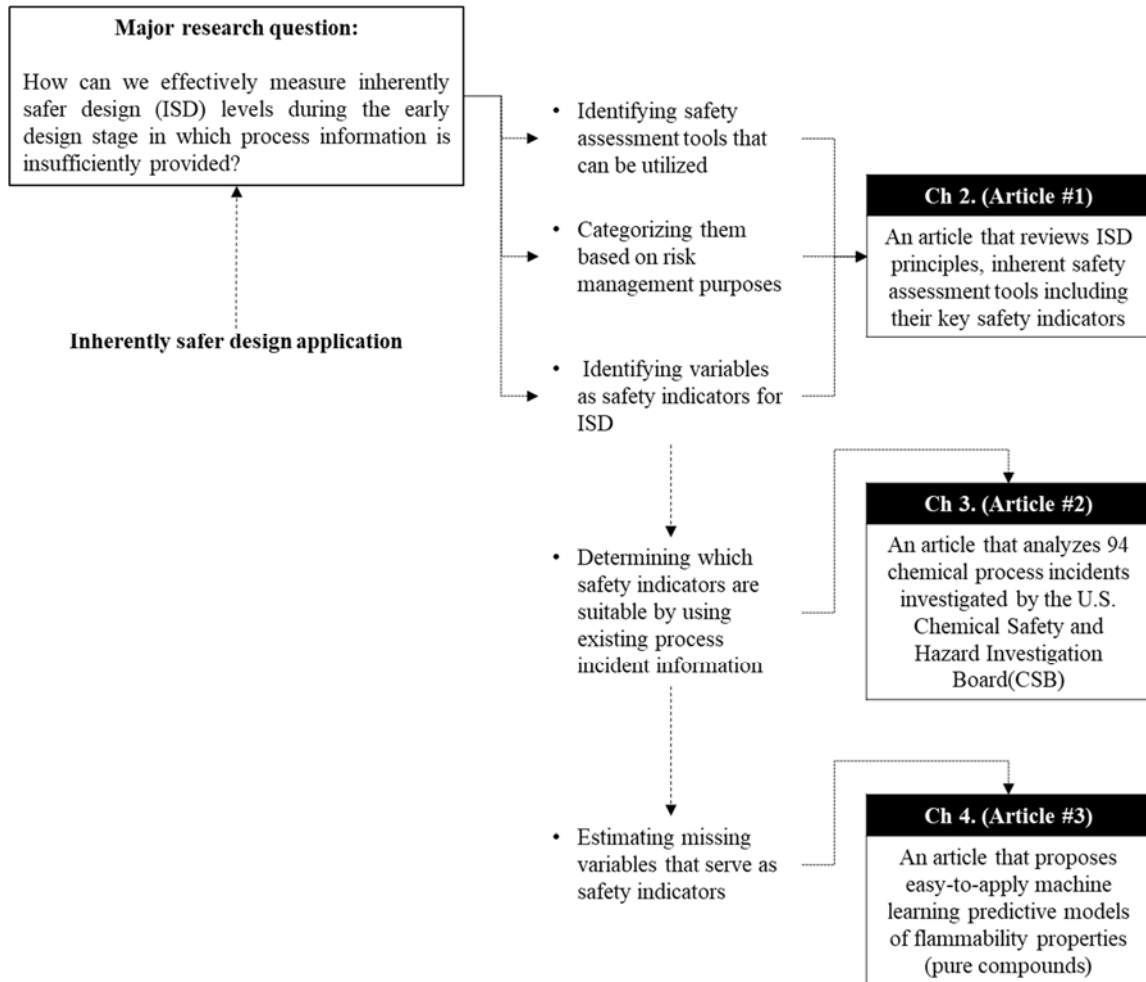 Major research question:
How can we effectively measure inherently
safer design (ISD) levels during the early
design stage in which process information is
insufficiently provided?
Inherently safer design application
• Identifying safety
assessment tools that
can be utilized
• Categorizing them
based on risk
management purposes
• Identifying variables
as safety indicators for
ISD
Ch 2. (Article #1)
An article that reviews ISD
principles, inherent safety
assessment tools including
their key safety indicators
• Determining which
safety indicators are
suitable by using
existing process
incident information
Ch 3. (Article #2)
An article that analyzes 94
chemical process incidents
investigated by the U.S.
Chemical Safety and
Hazard Investigation
Board(CSB)
• Estimating missing
variables that serve as
safety indicators
Ch 4. (Article #3)
An article that proposes
easy-to-apply machine
learning predictive models
of flammability properties
(pure compounds)